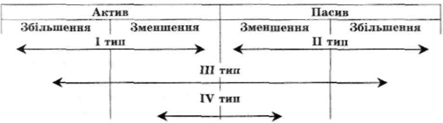 Актив Пасив
Збільшення Зменшення Зменшення Збільшення
I тип II тип
III тип
IV тип